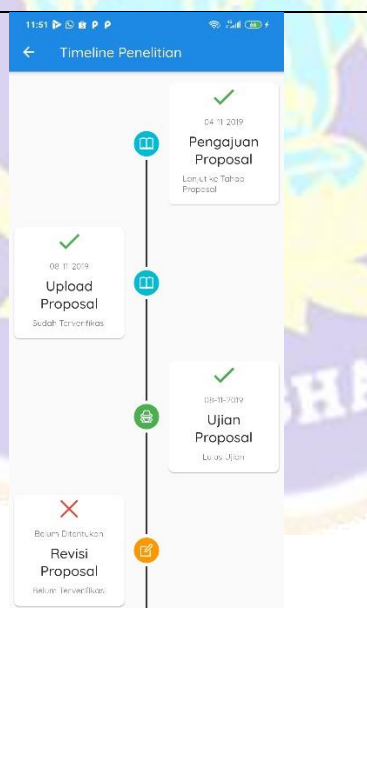 11:51
Timeline Penelitian
04-11-2019
Pengajuan
Proposal
Lanjut ke Tahap
Proposal
08-11-2019
Upload
Proposal
Sudah Terverifikasi
08-11-2019
Ujian
Proposal
Lulus Ujian
Belum Ditentukan
Revisi
Proposal
Belum Terverifikasi